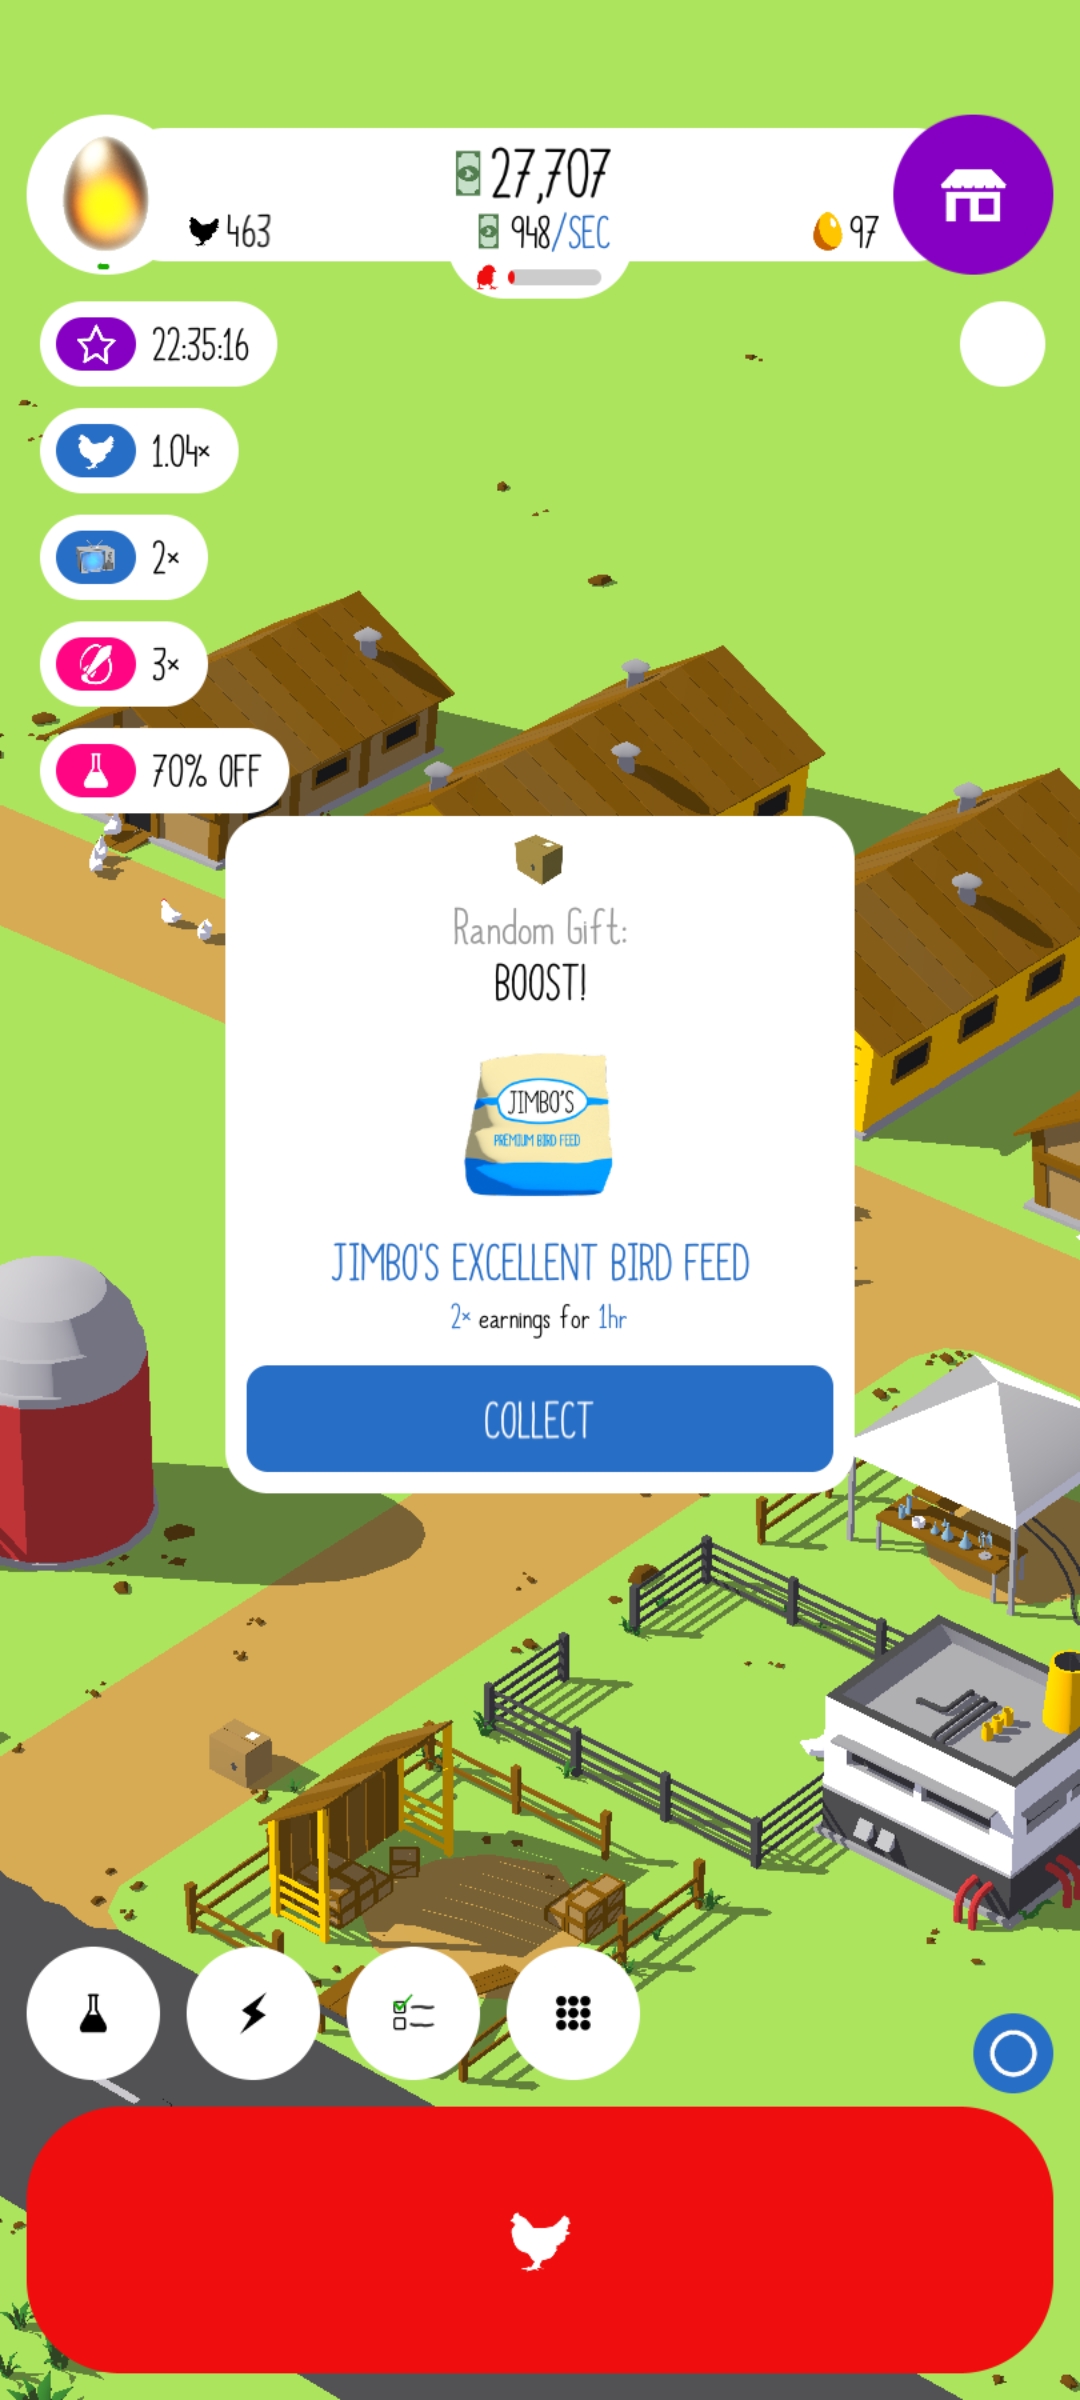 27,707
463
948/SEC
97
22:35:16
1.04×
2×
3×
70% OFF
Random Gift:
BOOST!
JIMBO'S
PREMIUM BIRD FEED
JIMBO'S EXCELLENT BIRD FEED
2× earnings for 1hr
COLLECT